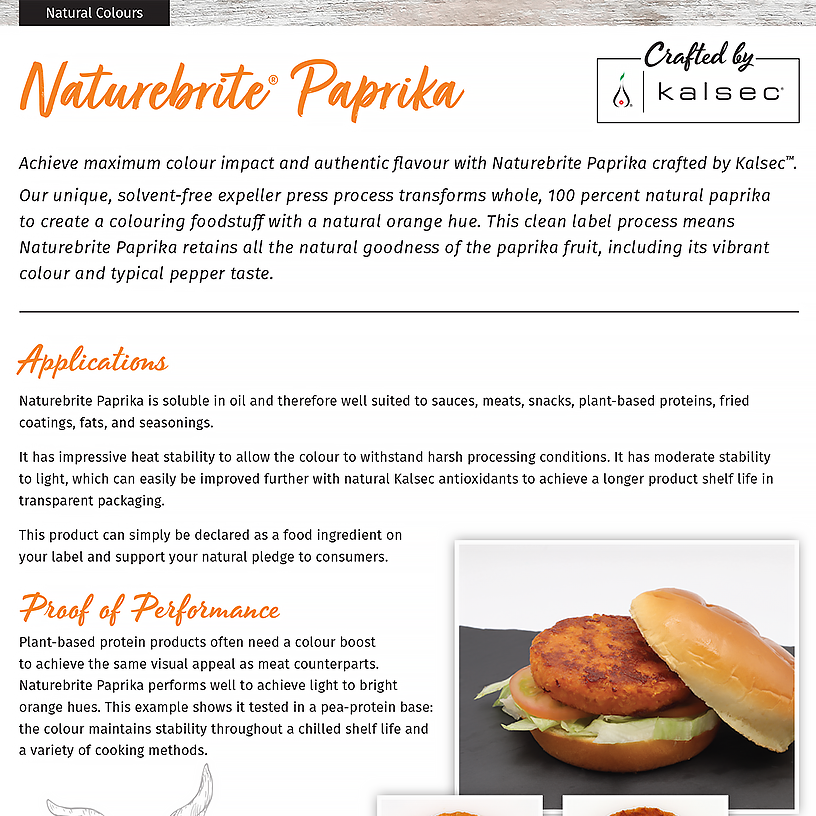 Natural Colours
Naturebrite® Paprika
Crafted by
kalsec®
Achieve maximum colour impact and authentic flavour with Naturebrite Paprika crafted by Kalsec™.
Our unique, solvent-free expeller press process transforms whole, 100 percent natural paprika
to create a colouring foodstuff with a natural orange hue. This clean label process means
Naturebrite Paprika retains all the natural goodness of the paprika fruit, including its vibrant
colour and typical pepper taste.
Applications
Naturebrite Paprika is soluble in oil and therefore well suited to sauces, meats, snacks, plant-based proteins, fried
coatings, fats, and seasonings.
It has impressive heat stability to allow the colour to withstand harsh processing conditions. It has moderate stability
to light, which can easily be improved further with natural Kalsec antioxidants to achieve a longer product shelf life in
transparent packaging.
This product can simply be declared as a food ingredient on
your label and support your natural pledge to consumers.
Proof of Performance
Plant-based protein products often need a colour boost
to achieve the same visual appeal as meat counterparts.
Naturebrite Paprika performs well to achieve light to bright
orange hues. This example shows it tested in a pea-protein base:
the colour maintains stability throughout a chilled shelf life and
a variety of cooking methods.